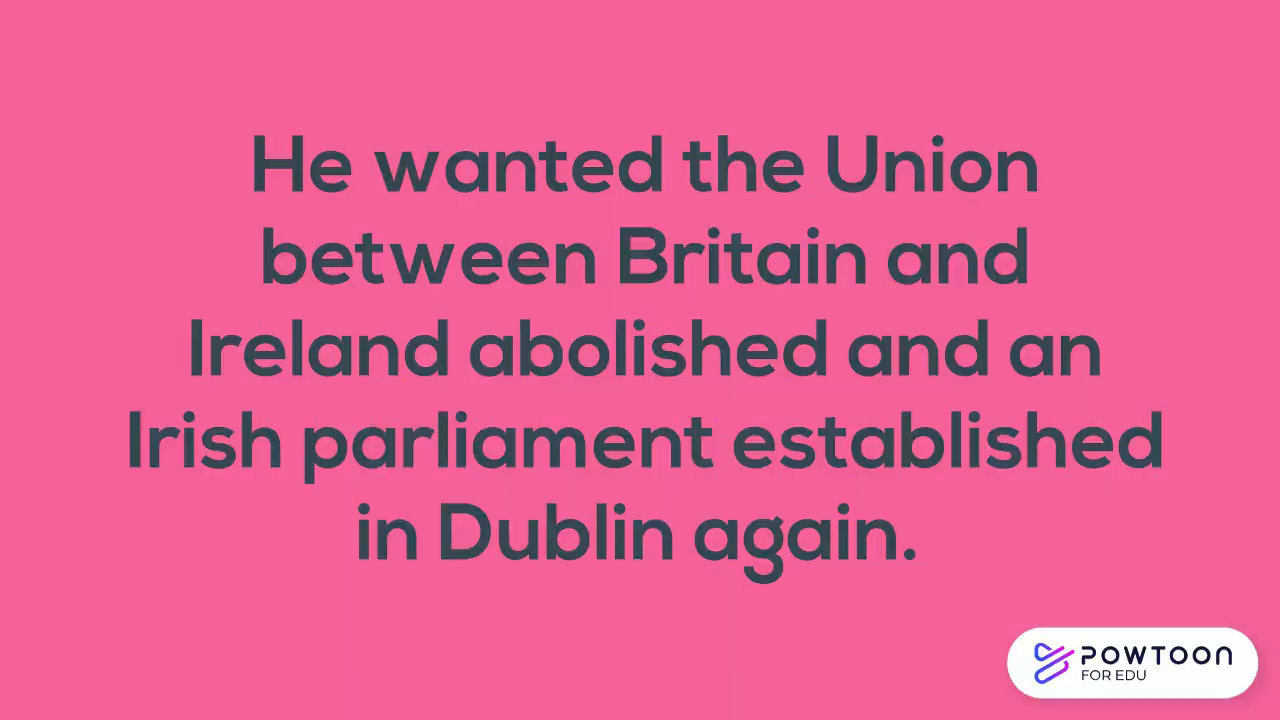 He wanted the Union
between Britain and
Ireland abolished and an
Irish parliament established
in Dublin again.
POWTOON
FOR EDU